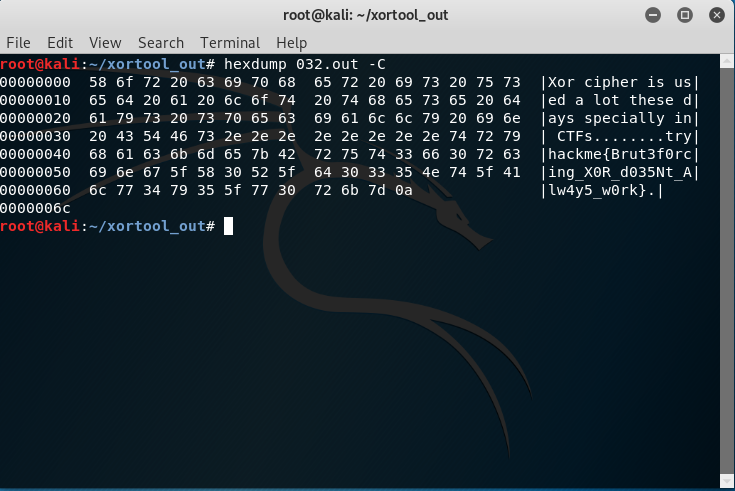 root@kali: ~/xortool_out
File Edit View Search Terminal Help
root@kali:~/xortool_out# hexdump 032.out -C
00000000  58 6f 72 20 63 69 70 68  65 72 20 69 73 20 75 73  |Xor cipher is us|
00000010  65 64 20 61 20 6c 6f 74  20 74 68 65 73 65 20 64  |ed a lot these d|
00000020  61 79 73 20 73 70 65 63  69 61 6c 6c 79 20 69 6e  |ays specially in|
00000030  20 43 54 46 73 2e 2e 2e  2e 2e 2e 2e 2e 74 72 79  | CTFs........try|
00000040  68 61 63 6b 6d 65 7b 42  72 75 74 33 66 30 72 63  |hackme{Brut3f0rc|
00000050  69 6e 67 5f 58 30 52 5f  64 30 33 35 4e 74 5f 41  |ing_X0R_d035Nt_A|
00000060  6c 77 34 79 35 5f 77 30  72 6b 7d 0a              |lw4y5_w0rk}.|
0000006c
root@kali:~/xortool_out#